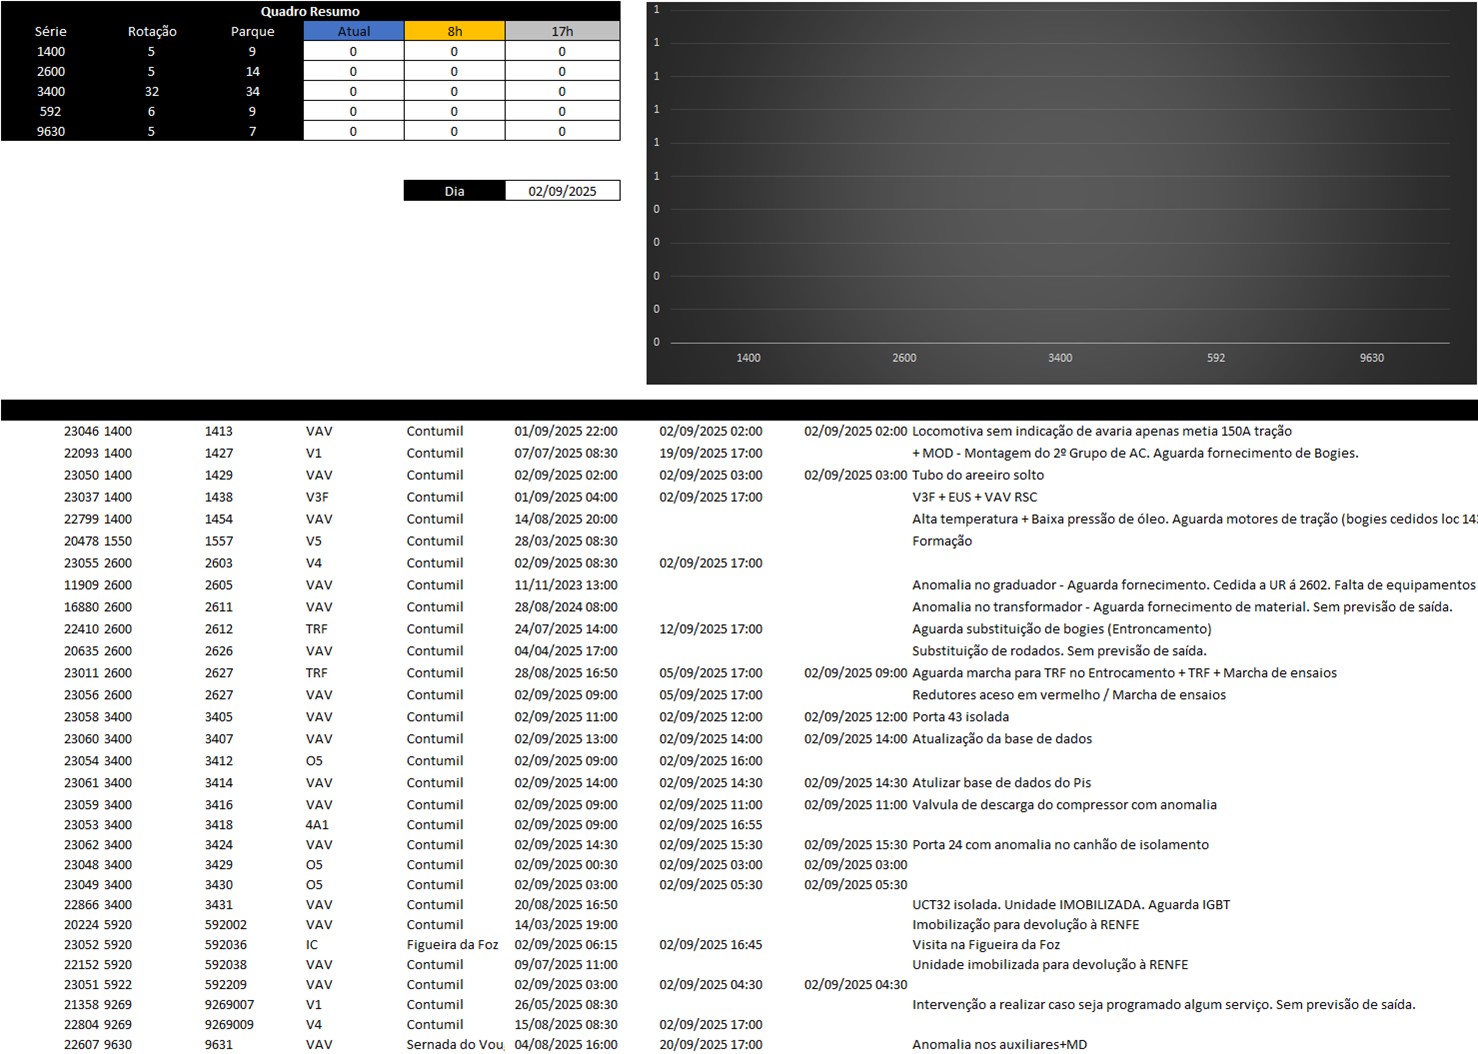 Quadro Resumo
Série Rotação Parque Atual 8h 17h
1400 5 9 0 0 0
2600 5 14 0 0 0
3400 32 34 0 0 0
592 6 9 0 0 0
9630 5 7 0 0 0
Dia 02/09/2025
1
1
1
1
1
1
0
0
0
0
0
1400 2600 3400 592 9630
23046 1400 1413 VAV Contumil 01/09/2025 22:00 02/09/2025 02:00 02/09/2025 02:00 Locomotiva sem indicação de avaria apenas metia 150A tração
22093 1400 1427 V1 Contumil 07/07/2025 08:30 19/09/2025 17:00 + MOD - Montagem do 2º Grupo de AC. Aguarda fornecimento de Bogies.
23050 1400 1429 VAV Contumil 02/09/2025 02:00 02/09/2025 03:00 02/09/2025 03:00 Tubo do areeiro solto
23037 1400 1438 V3F Contumil 01/09/2025 04:00 02/09/2025 17:00 V3F + EUS + VAV RSC
22799 1400 1454 VAV Contumil 14/08/2025 20:00 Alta temperatura + Baixa pressão de óleo. Aguarda motores de tração (bogies cedidos loc
20478 1550 1557 V5 Contumil 28/03/2025 08:30 Formação
23055 2600 2603 V4 Contumil 02/09/2025 08:30 02/09/2025 17:00
11909 2600 2605 VAV Contumil 11/11/2023 13:00 Anomalia no graduador - Aguarda fornecimento. Cedida a UR á 2602. Falta de equipamentos
16880 2600 2611 VAV Contumil 28/08/2024 08:00 Anomalia no transformador - Aguarda fornecimento de material. Sem previsão de saída.
22410 2600 2612 TRF Contumil 24/07/2025 14:00 12/09/2025 17:00 Aguarda substituição de bogies (Entroncamento)
20635 2600 2626 VAV Contumil 04/04/2025 17:00 Substituição de rodados. Sem previsão de saída.
23011 2600 2627 TRF Contumil 28/08/2025 16:50 05/09/2025 17:00 02/09/2025 09:00 Aguarda marcha para TRF no Entrocamento + TRF + Marcha de ensaios
23056 2600 2627 VAV Contumil 02/09/2025 09:00 05/09/2025 17:00 Redutores aceso em vermelho / Marcha de ensaios
23058 3400 3405 VAV Contumil 02/09/2025 11:00 02/09/2025 12:00 02/09/2025 12:00 Porta 43 isolada
23060 3400 3407 VAV Contumil 02/09/2025 13:00 02/09/2025 14:00 02/09/2025 14:00 Atualização da base de dados
23054 3400 3412 O5 Contumil 02/09/2025 09:00 02/09/2025 16:00
23061 3400 3414 VAV Contumil 02/09/2025 14:00 02/09/2025 14:30 02/09/2025 14:30 Atulizar base de dados do Pis
23059 3400 3416 VAV Contumil 02/09/2025 09:00 02/09/2025 11:00 02/09/2025 11:00 Valvula de descarga do compressor com anomalia
23053 3400 3418 4A1 Contumil 02/09/2025 09:00 02/09/2025 16:55
23062 3400 3424 VAV Contumil 02/09/2025 14:30 02/09/2025 15:30 02/09/2025 15:30 Porta 24 com anomalia no canhão de isolamento
23048 3400 3429 O5 Contumil 02/09/2025 00:30 02/09/2025 03:00 02/09/2025 03:00
23049 3400 3430 O5 Contumil 02/09/2025 03:00 02/09/2025 05:30 02/09/2025 05:30
22866 3400 3431 VAV Contumil 20/08/2025 16:50 UCT32 isolada. Unidade IMOBILIZADA. Aguarda IGBT
20224 5920 592002 VAV Contumil 14/03/2025 19:00 Imobilização para devolução à RENFE
23052 5920 592036 IC Figueira da Foz 02/09/2025 06:15 02/09/2025 16:45 Visita na Figueira da Foz
22152 5920 592038 VAV Contumil 09/07/2025 11:00 Unidade imobilizada para devolução à RENFE
23051 5922 592209 VAV Contumil 02/09/2025 03:00 02/09/2025 04:30 02/09/2025 04:30
21358 9269 9269007 V1 Contumil 26/05/2025 08:30 Intervenção a realizar caso seja programado algum serviço. Sem previsão de saída.
22804 9269 9269009 V4 Contumil 15/08/2025 08:30 02/09/2025 17:00
22607 9630 9631 VAV Sernada do Vou 04/08/2025 16:00 20/09/2025 17:00 Anomalia nos auxiliares+MD